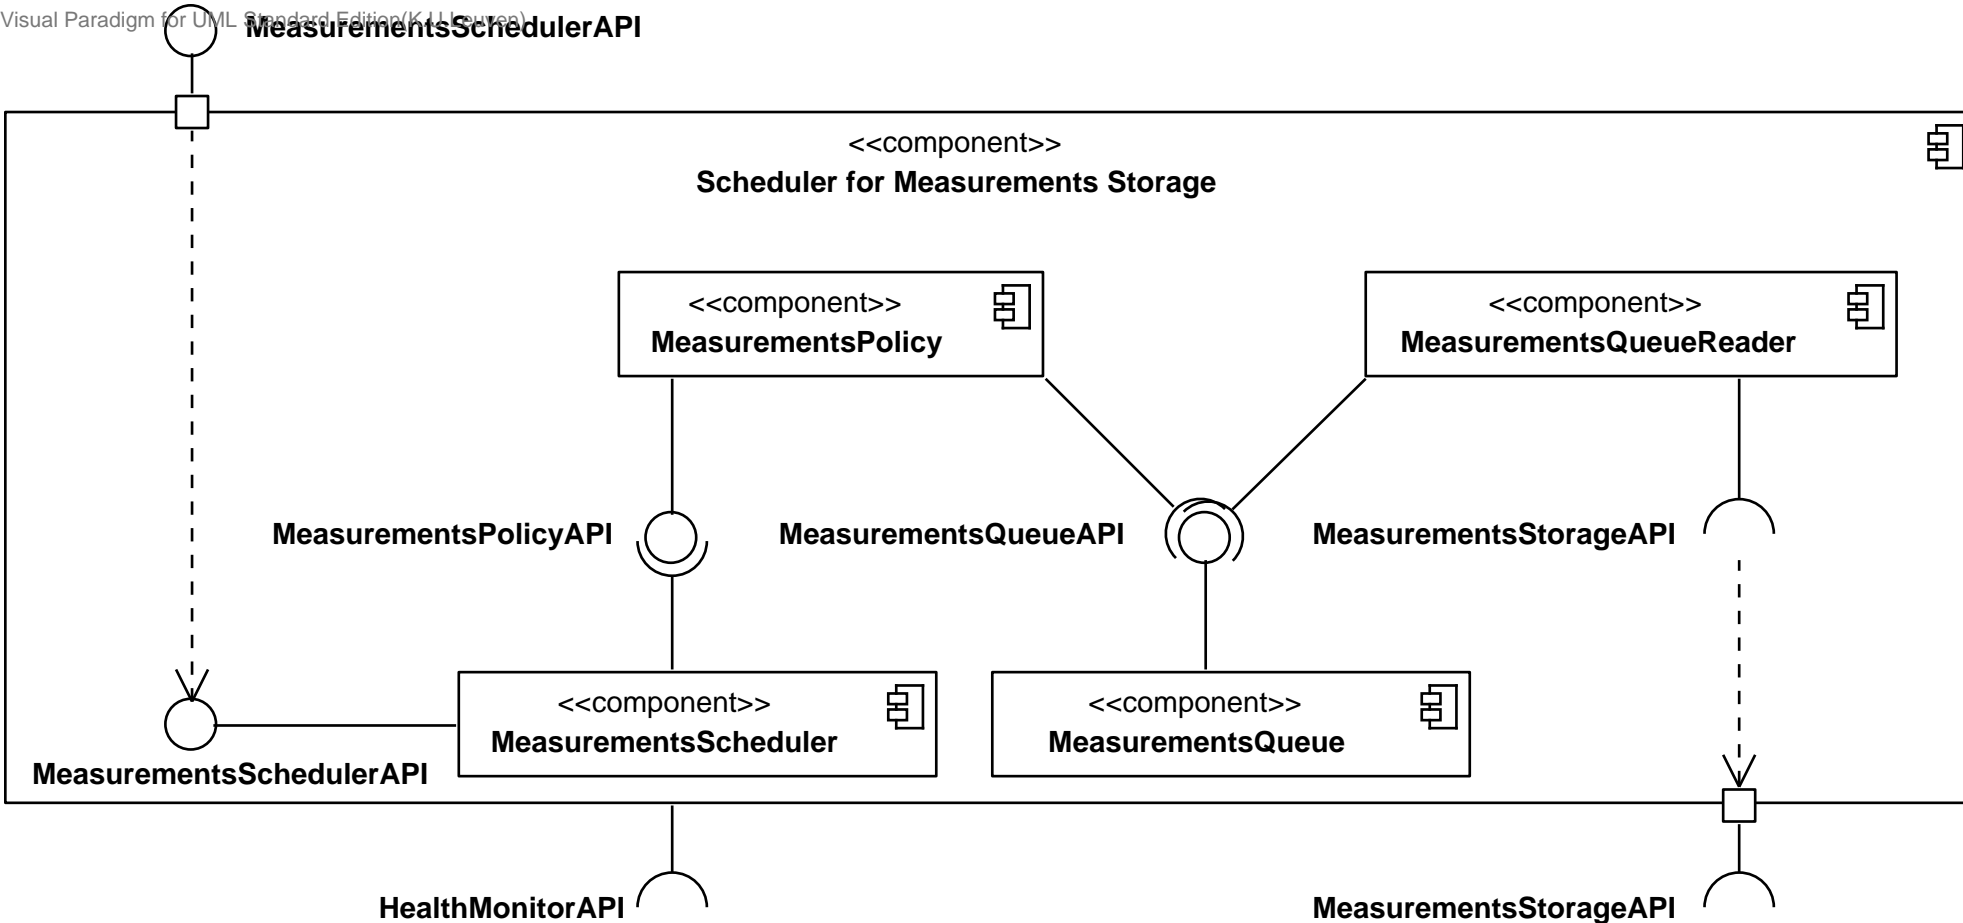 Visual Paradigm for UML Standard Edition(K.U.Leuven)
MeasurementsSchedulerAPI
<<component>>
Scheduler for Measurements Storage
<<component>>
MeasurementsPolicy
<<component>>
MeasurementsQueueReader
MeasurementsPolicyAPI
MeasurementsQueueAPI
MeasurementsStorageAPI
<<component>>
MeasurementsScheduler
<<component>>
MeasurementsQueue
MeasurementsSchedulerAPI
HealthMonitorAPI
MeasurementsStorageAPI